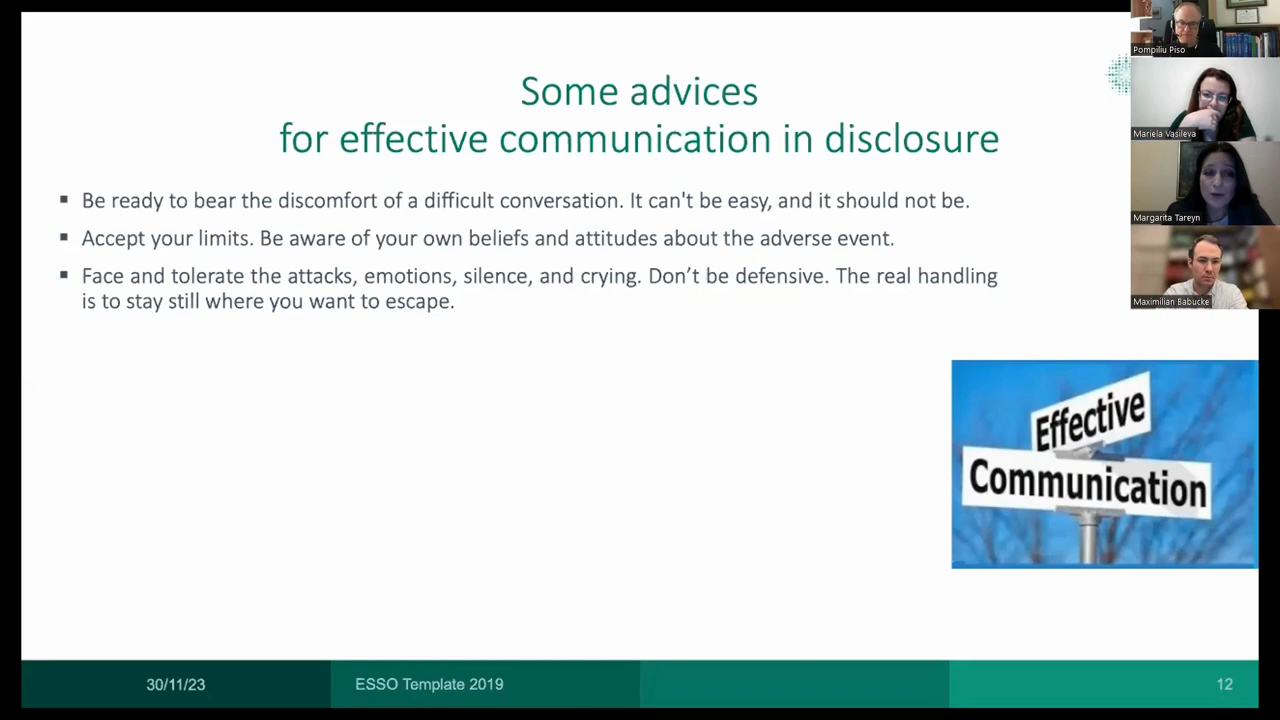 Some advices
for effective communication in disclosure
▪ Be ready to bear the discomfort of a difficult conversation. It can't be easy, and it should not be.
▪ Accept your limits. Be aware of your own beliefs and attitudes about the adverse event.
▪ Face and tolerate the attacks, emotions, silence, and crying. Don’t be defensive. The real handling
is to stay still where you want to escape.
Effective
Communication
30/11/23
ESSO Template 2019
12
Pompiliu Piso
Mariela Vasileva
Margarita Tareyn
Maximilian Babucke